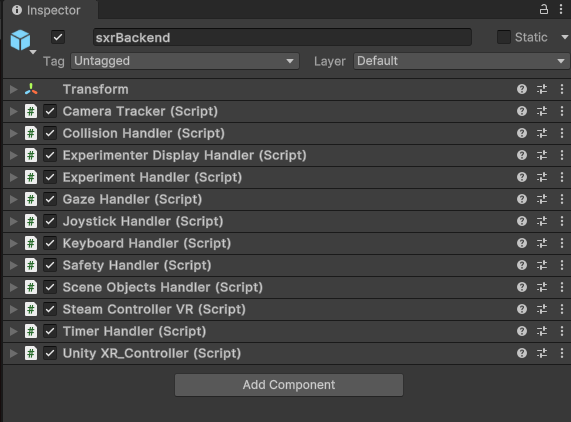 Inspector
sxrBackend
Static
Tag Untagged Layer Default
Transform
# Camera Tracker (Script)
# Collision Handler (Script)
# Experimenter Display Handler (Script)
# Experiment Handler (Script)
# Gaze Handler (Script)
# Joystick Handler (Script)
# Keyboard Handler (Script)
# Safety Handler (Script)
# Scene Objects Handler (Script)
# Steam Controller VR (Script)
# Timer Handler (Script)
# Unity XR_Controller (Script)
Add Component